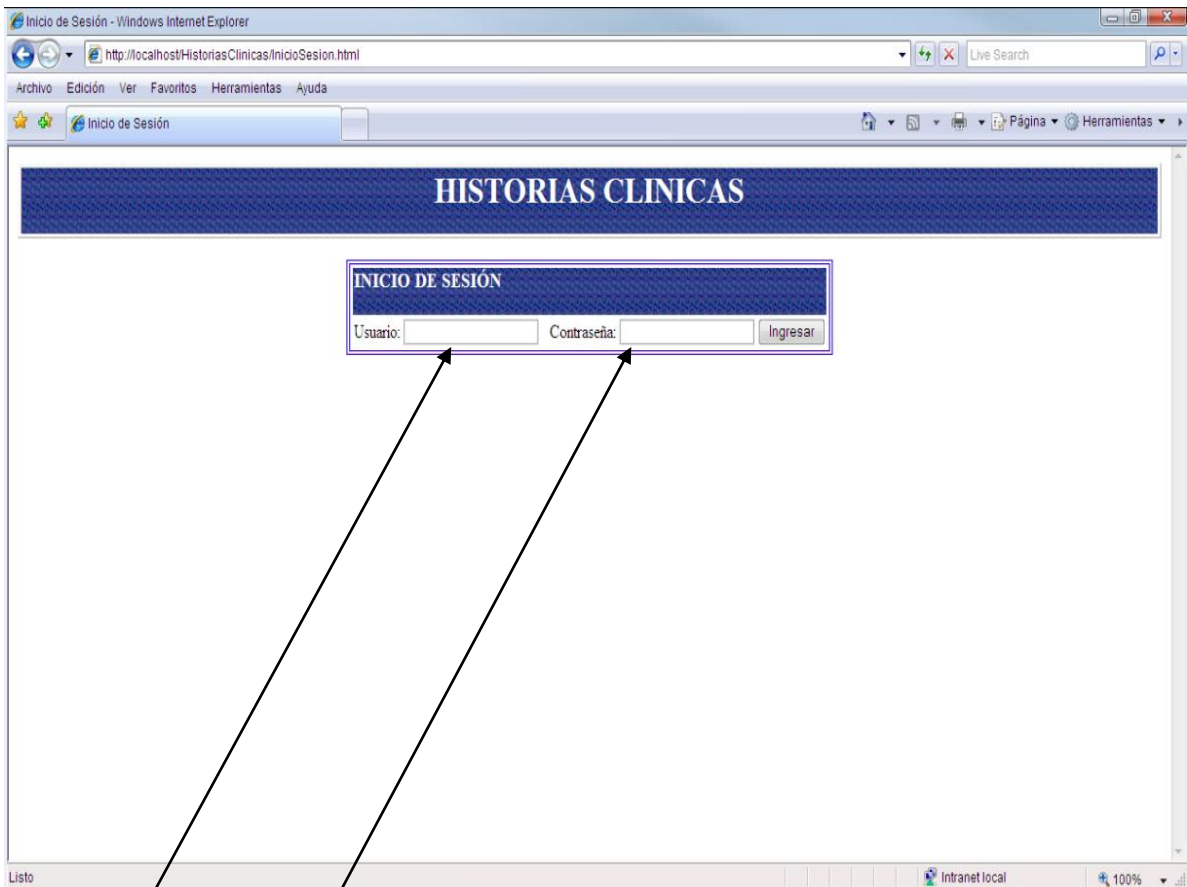 Inicio de Sesión - Windows Internet Explorer
http://localhost/HistoriasClinicas/InicioSesion.html
Live Search
Archivo Edición Ver Favoritos Herramientas Ayuda
Inicio de Sesión
Página Herramientas
HISTORIAS CLINICAS
INICIO DE SESIÓN
Usuario: Contraseña: Ingresar
Listo Intranet local 100%